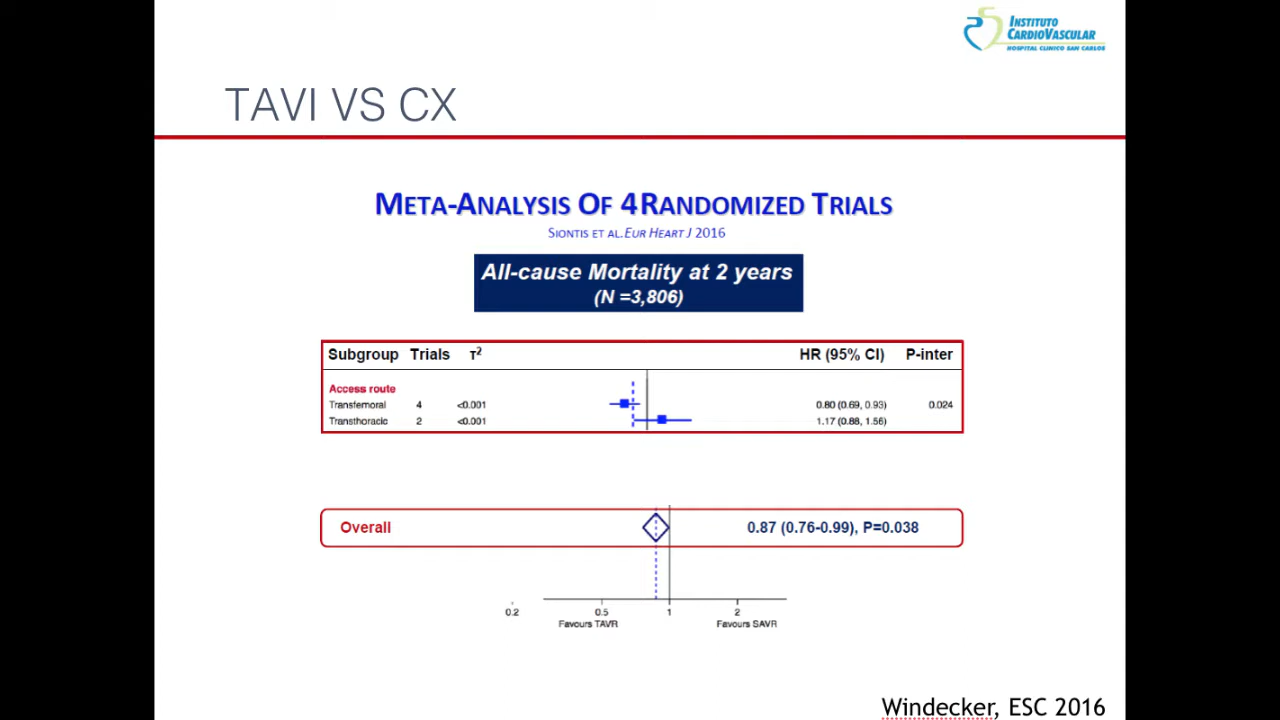 INSTITUTO
CARDIOVASCULAR
HOSPITAL CLINICO SAN CARLOS
TAVI VS CX
META-ANALYSIS OF 4 RANDOMIZED TRIALS
SIONTIS ET AL. EUR HEART J 2016
All-cause Mortality at 2 years
(N =3,806)
Subgroup Trials τ² HR (95% CI) P-inter
Access route
Transfemoral 4 <0.001 0.80 (0.69, 0.93) 0.024
Transthoracic 2 <0.001 1.17 (0.88, 1.56)
Overall 0.87 (0.76-0.99), P=0.038
0.2 0.5 1 2
Favours TAVR Favours SAVR
Windecker, ESC 2016